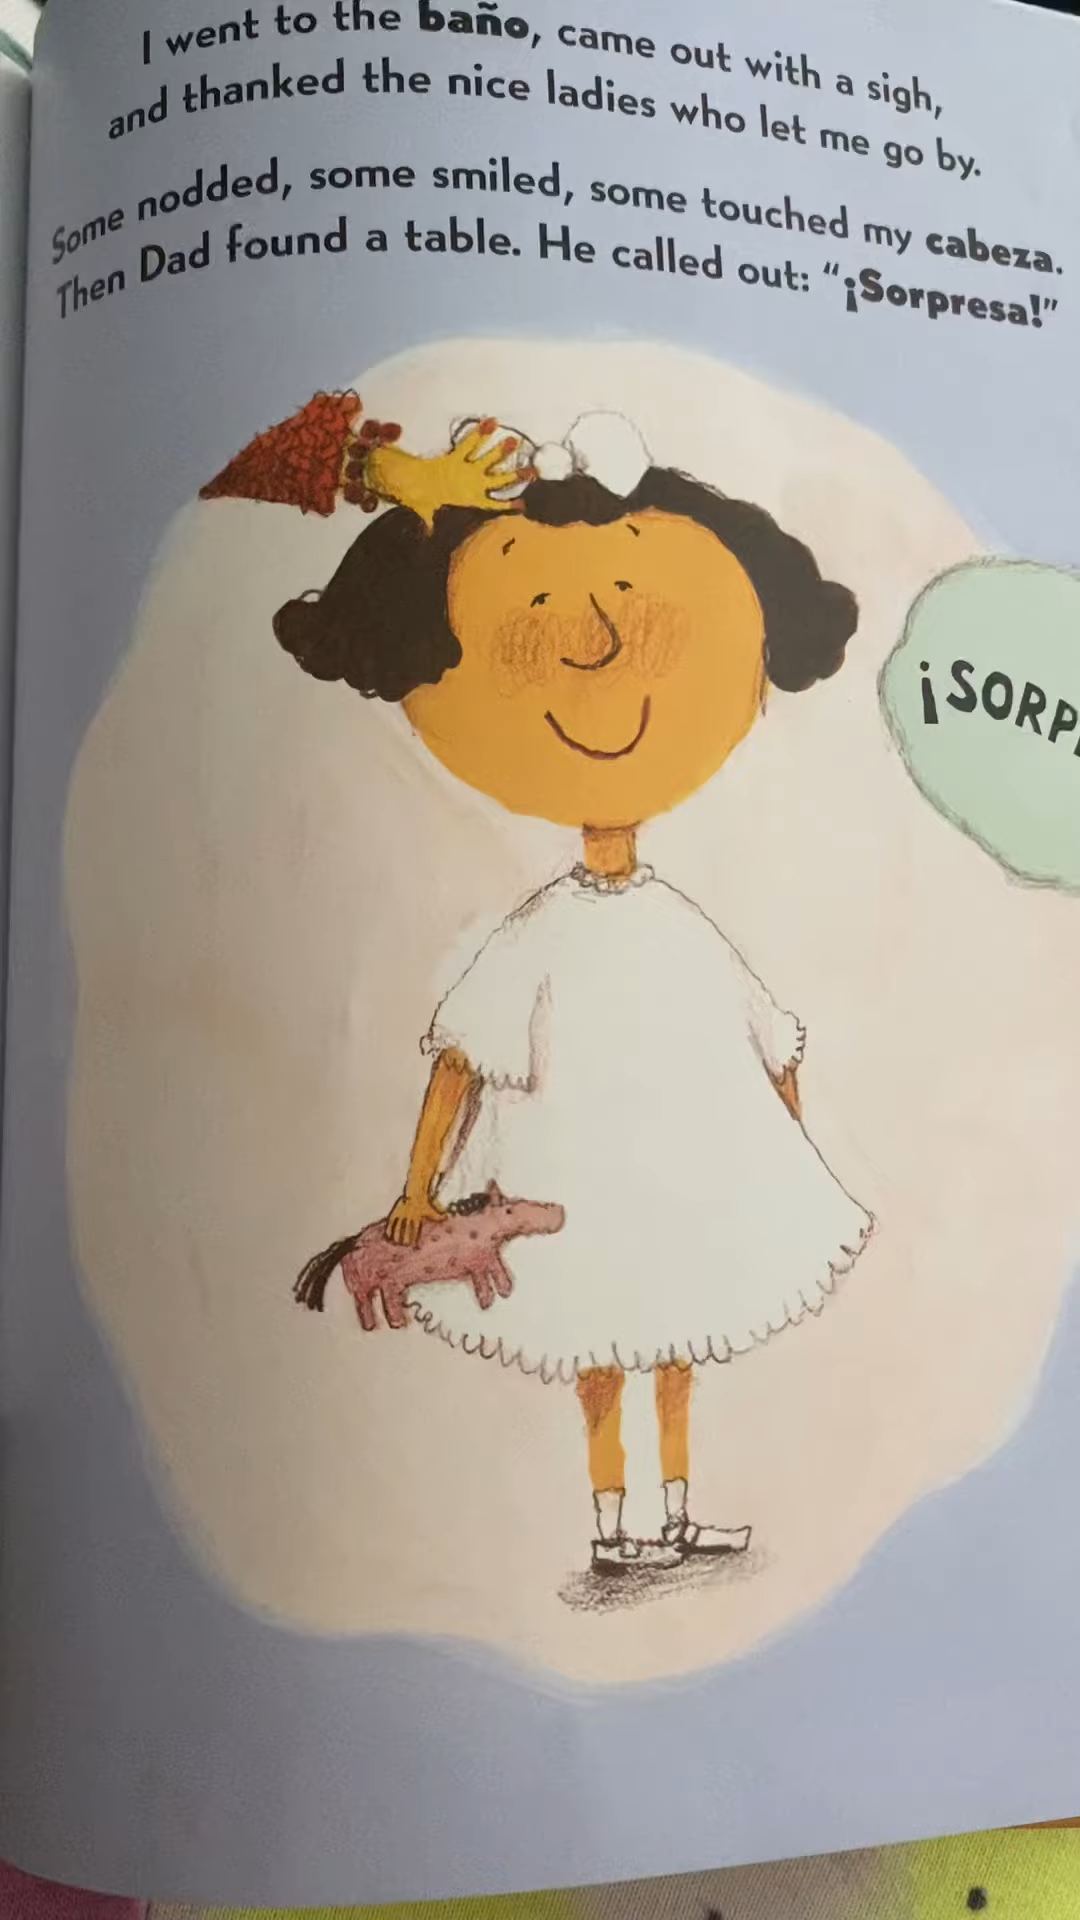 I went to the baño, came out with a sigh,
and thanked the nice ladies who let me go by.
Some nodded, some smiled, some touched my cabeza.
Then Dad found a table. He called out: “¡Sorpresa!”
¡SORP